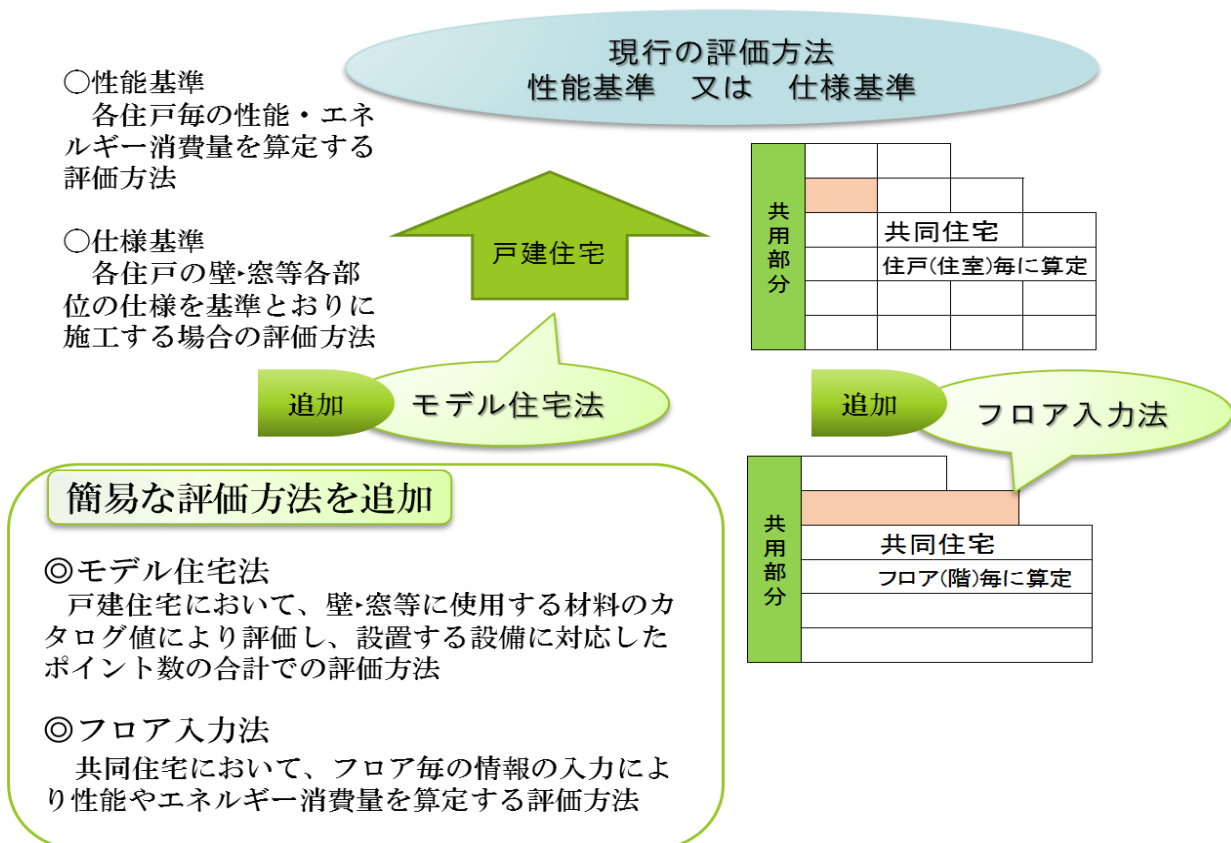 現行の評価方法
性能基準　又は　仕様基準
○性能基準
　各住戸毎の性能・エネ
ルギー消費量を算定する
評価方法
○仕様基準
　各住戸の壁･窓等各部
位の仕様を基準とおりに
施工する場合の評価方法
戸建住宅
共用部分
共同住宅
住戸(住室)毎に算定
追加
モデル住宅法
追加
フロア入力法
簡易な評価方法を追加
◎モデル住宅法
　戸建住宅において、壁･窓等に使用する材料のカ
タログ値により評価し、設置する設備に対応した
ポイント数の合計での評価方法
◎フロア入力法
　共同住宅において、フロア毎の情報の入力によ
り性能やエネルギー消費量を算定する評価方法
共用部分
共同住宅
フロア(階)毎に算定